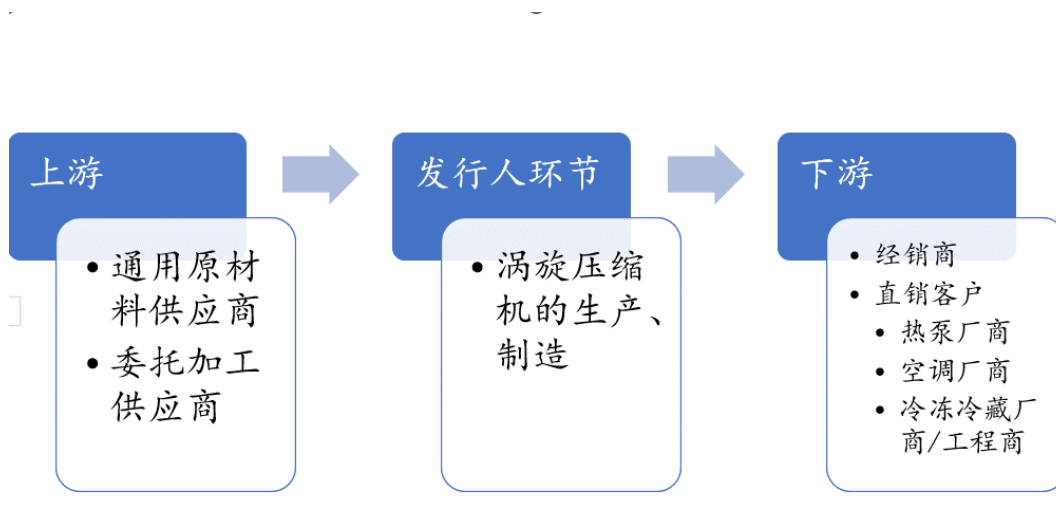 上游
通用原材
料供应商
委托加工
供应商
发行人环节
涡旋压缩
机的生产、
制造
下游
经销商
直销客户
热泵厂商
空调厂商
冷冻冷藏厂
商/工程商